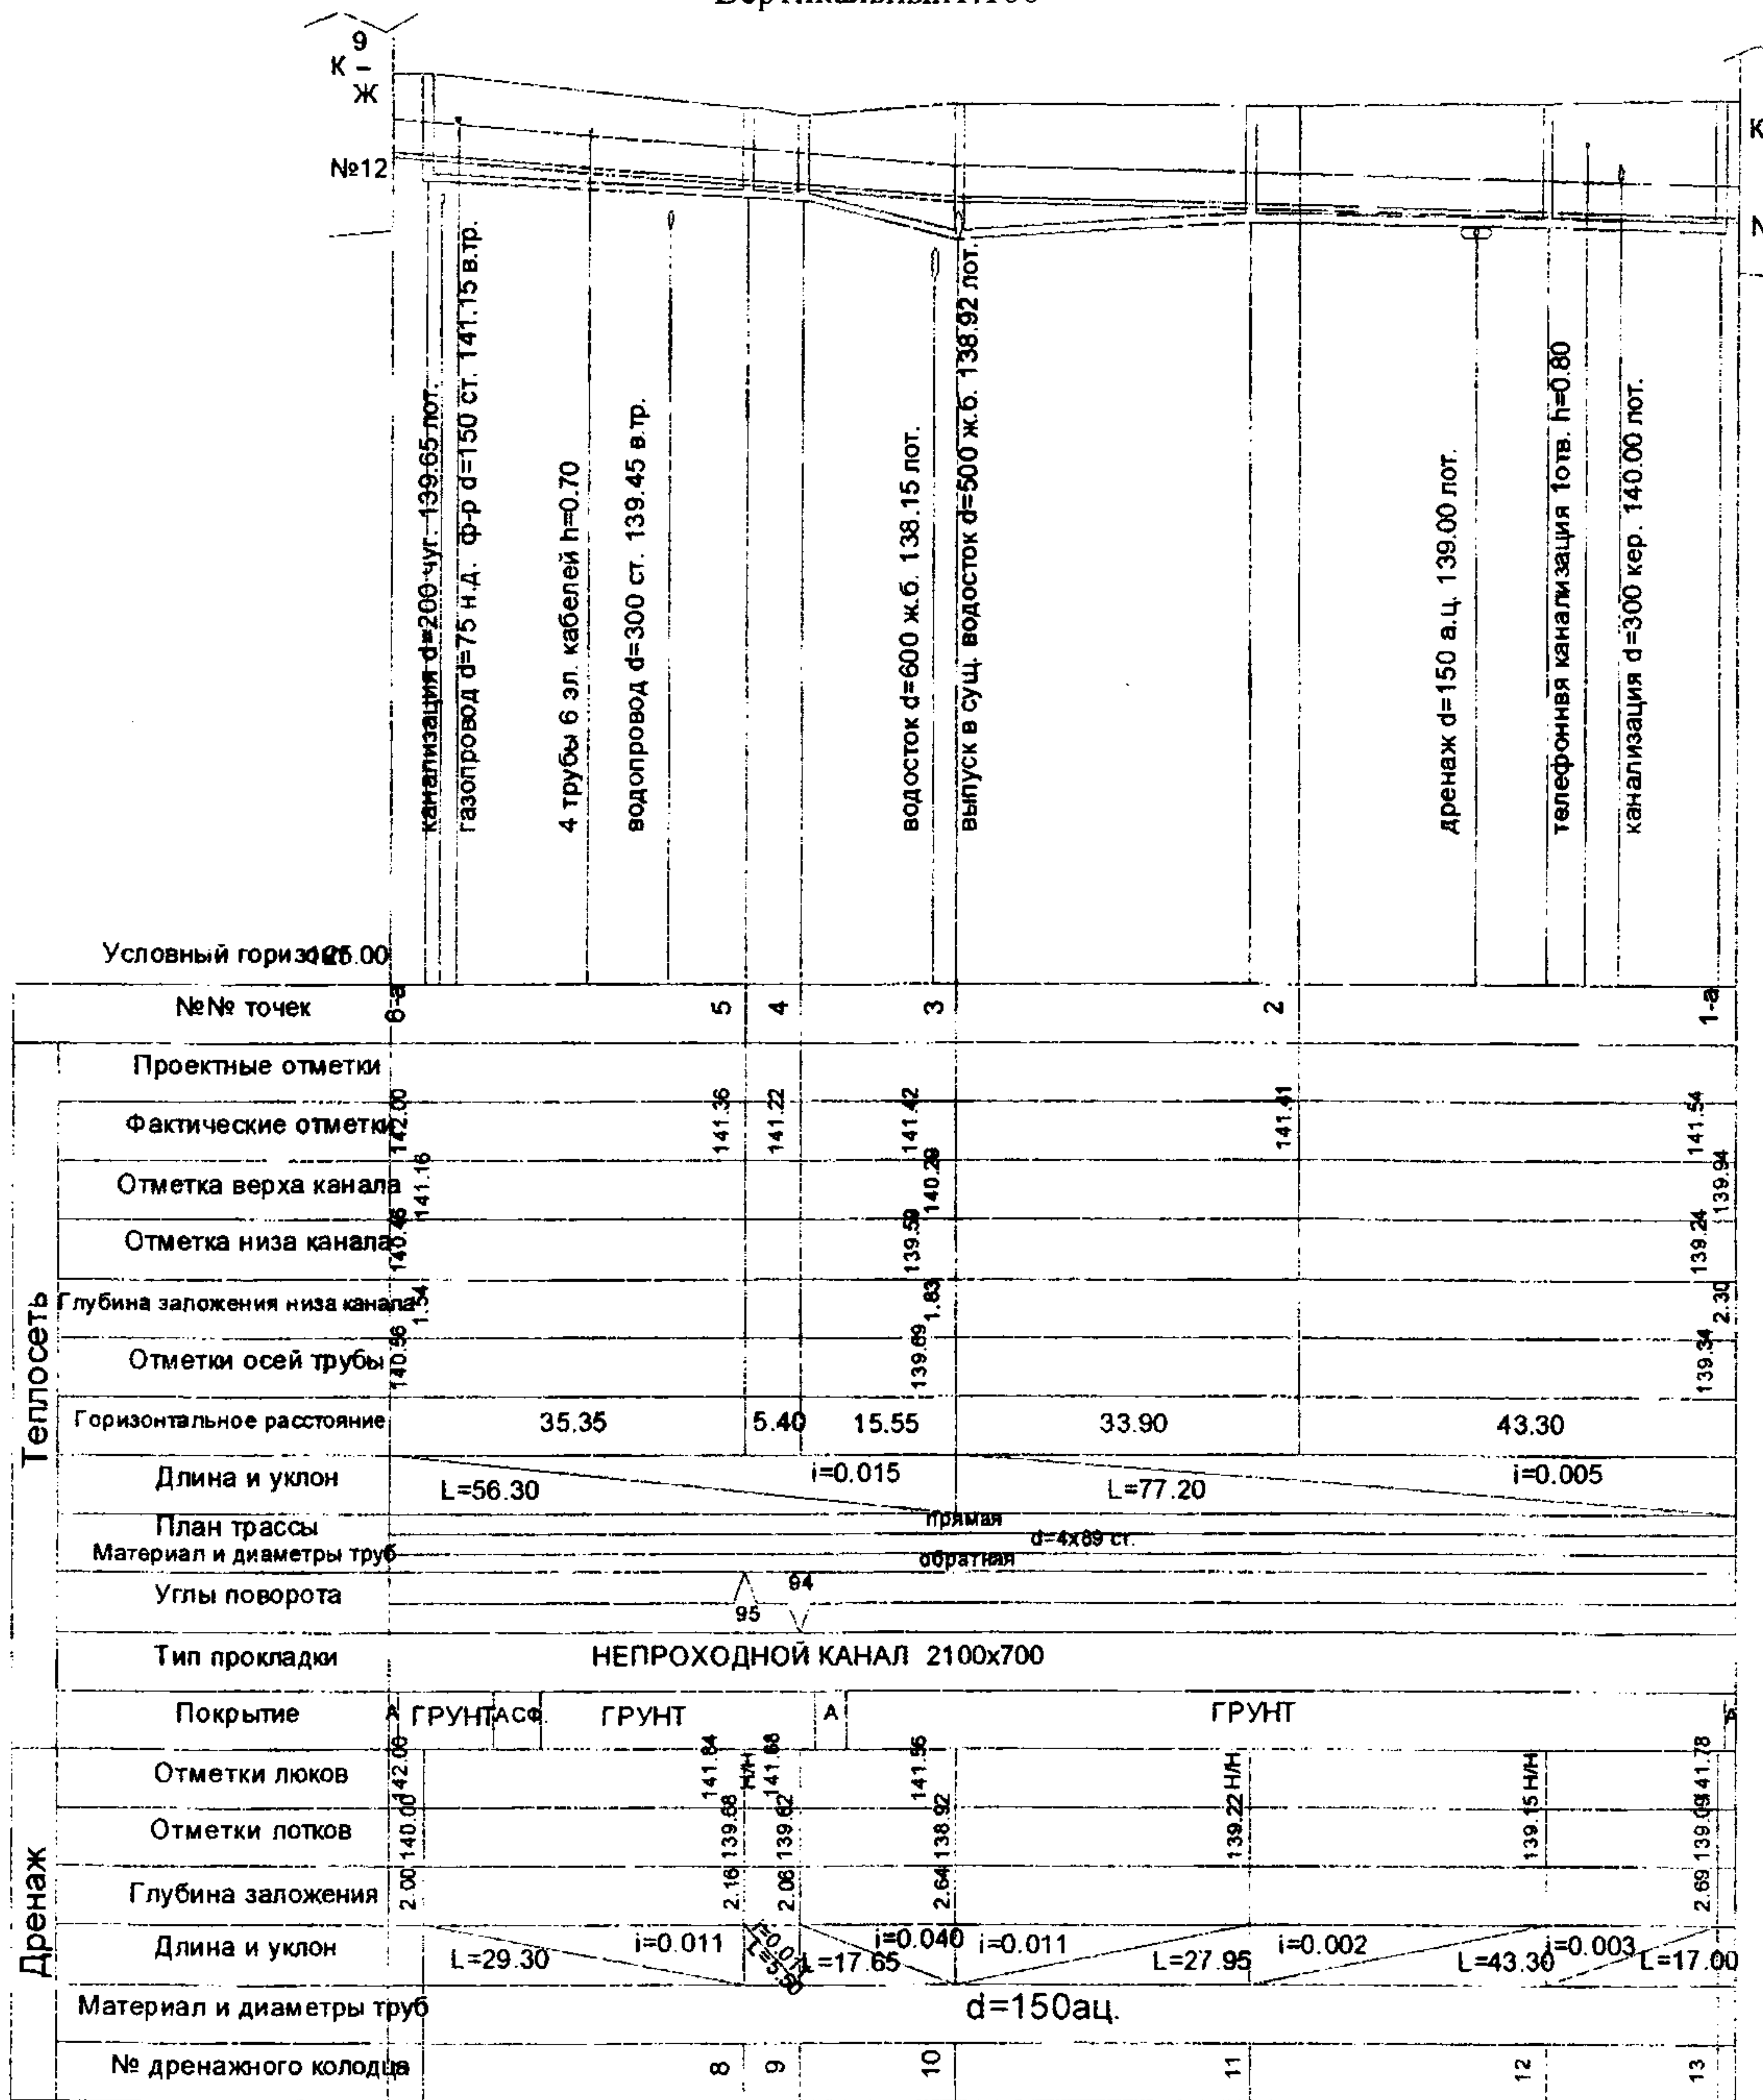 9
К –
Ж
№12
К
канализация d=200 чуг. 139.65 лот.
газопровод d=75 н.д. ф-р d=150 ст. 141.15 в.тр.
4 трубы 6 эл. кабелей h=0.70
водопровод d=300 ст. 139.45 в.тр.
водосток d=600 ж.б. 138.15 лот.
выпуск в сущ. водосток d=500 ж.б. 138.92 лот.
дренаж d=150 а.ц. 139.00 лот.
телефоннвя канализация 1отв. h=0.80
канализация d=300 кер. 140.00 лот.
Условный горизонт 125.00
№№ точек 6-а 5 4 3 2 1-а
Теплосеть
Проектные отметки
Фактические отметки 142.00 141.36 141.22 141.42 141.41 141.54
Отметка верха канала 141.16 140.29 139.94
Отметка низа канала 140.46 139.59 139.24
Глубина заложения низа канала 1.54 1.83 2.30
Отметки осей трубы 140.56 139.69 139.34
Горизонтальное расстояние 35.35 5.40 15.55 33.90 43.30
Длина и уклон L=56.30 i=0.015 L=77.20 i=0.005
План трассы прямая
Материал и диаметры труб d=4x89 ст.
обратная
Углы поворота 95 94
Тип прокладки НЕПРОХОДНОЙ КАНАЛ 2100x700
Покрытие А ГРУНТ АСФ. ГРУНТ А ГРУНТ
Дренаж
Отметки люков 142.00 141.84 Н/Н 141.68 141.56 Н/Н Н/Н 141.78
Отметки лотков 140.00 139.68 139.62 138.92 139.22 139.15 139.09
Глубина заложения 2.00 2.16 2.06 2.64 2.69
Длина и уклон L=29.30 i=0.011 L=17.65 i=0.040 i=0.011 L=27.95 i=0.002 L=43.30 i=0.003 L=17.00
Материал и диаметры труб d=150ац.
№ дренажного колодца 8 9 10 11 12 13